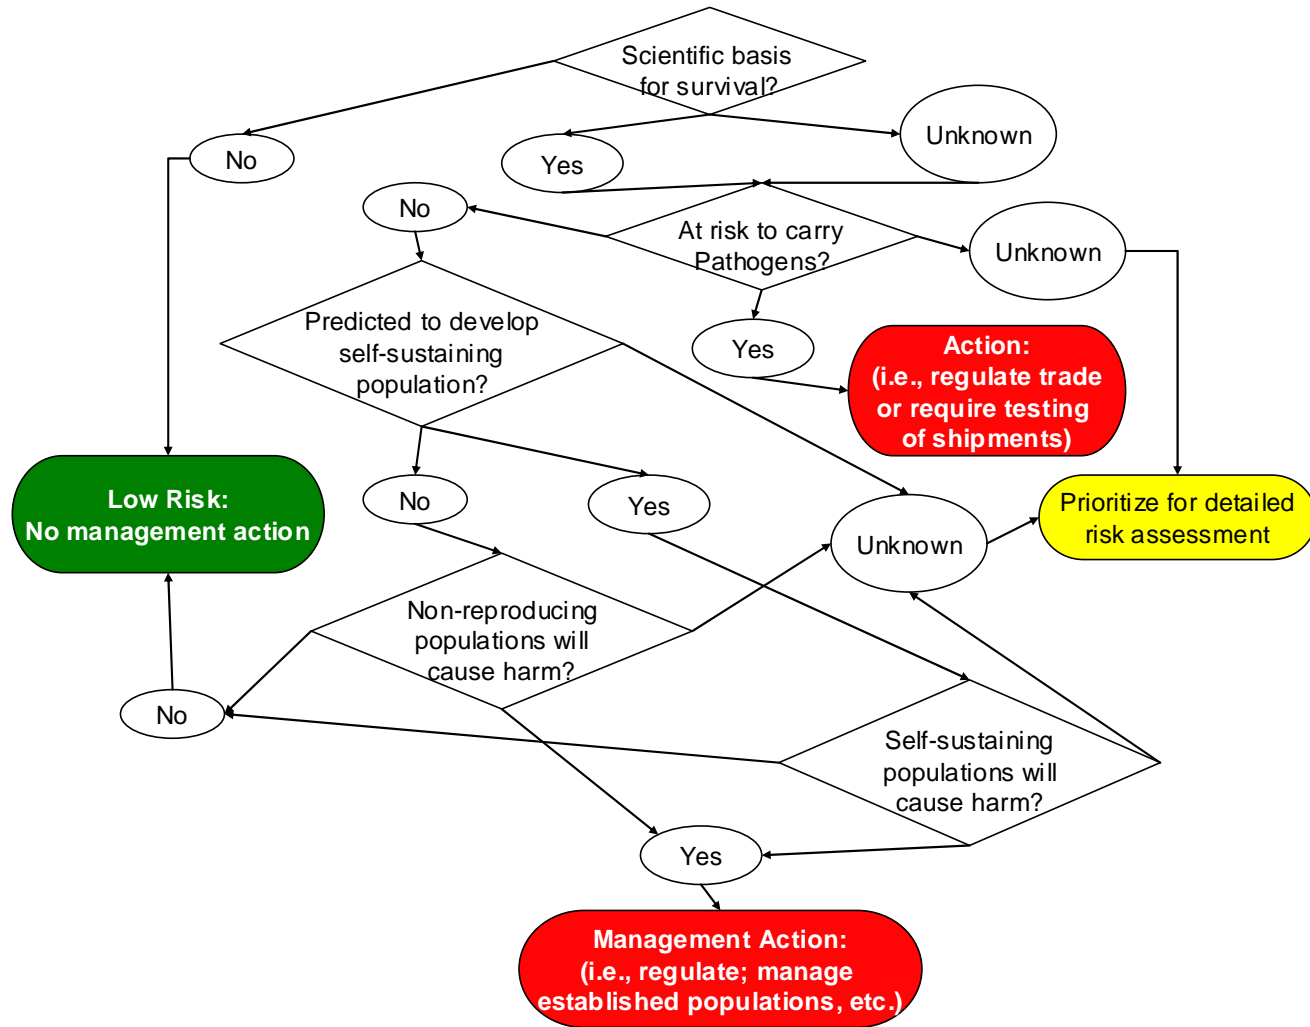 Scientific basis
for survival?
No
Yes
Unknown
No
At risk to carry
Pathogens?
Unknown
Predicted to develop
self-sustaining
population?
Yes
Action:
(i.e., regulate trade
or require testing
of shipments)
Low Risk:
No management action
No
Yes
Unknown
Prioritize for detailed
risk assessment
Non-reproducing
populations will
cause harm?
No
Self-sustaining
populations will
cause harm?
Yes
Management Action:
(i.e., regulate; manage
established populations, etc.)